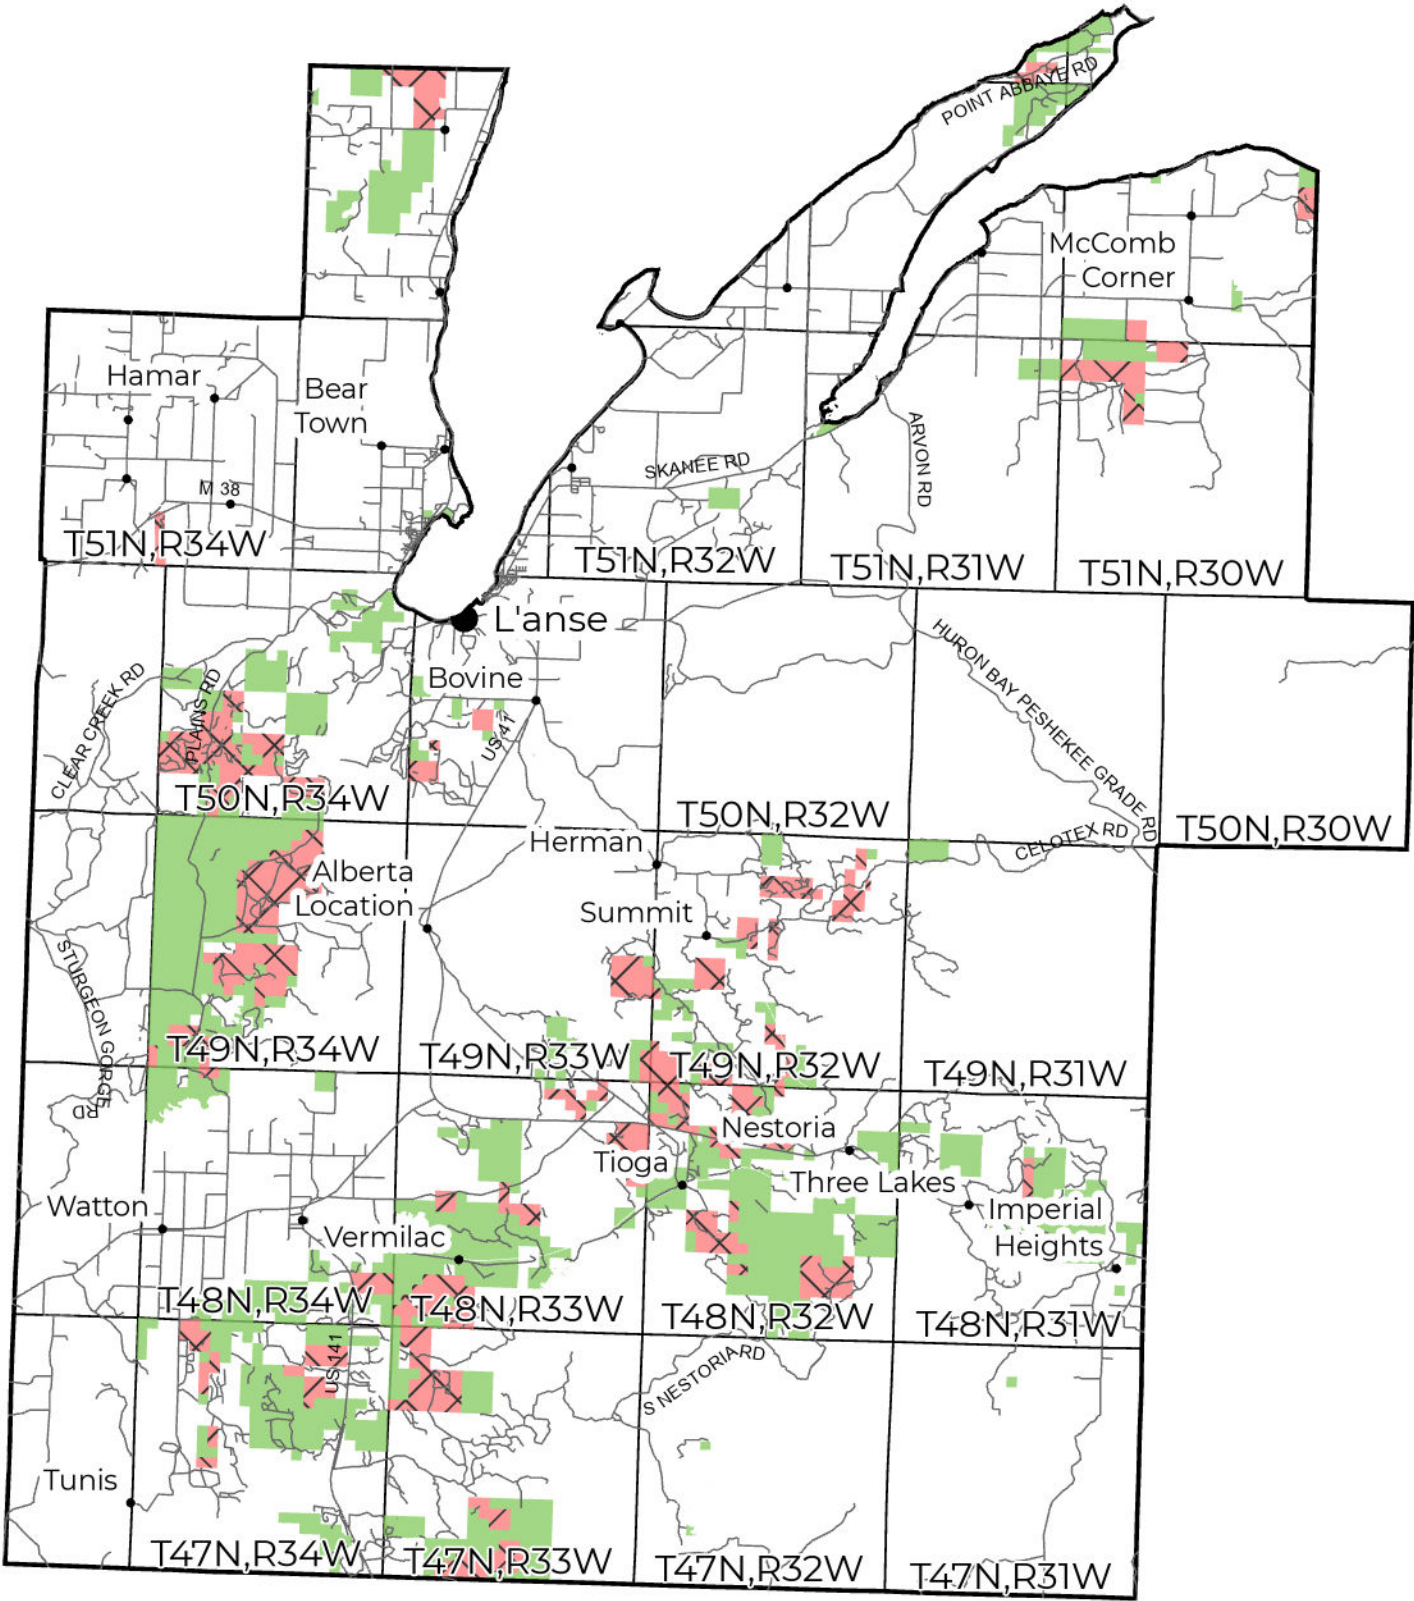 POINT ABBAYE RD
McComb
Corner
Hamar
Bear
Town
ARVON RD
SKANEE RD
M 38
T51N,R34W
T51N,R32W
T51N,R31W
T51N,R30W
L'anse
HURON BAY PESHEKEE GRADE RD
CLEAR CREEK RD
PLAINS RD
Bovine
US 41
T50N,R34W
T50N,R32W
T50N,R30W
CELOTEX RD
Herman
Alberta
Location
Summit
STURGEON GORGE RD
T49N,R34W
T49N,R33W
T49N,R32W
T49N,R31W
Nestoria
Tioga
Three Lakes
Watton
Imperial
Heights
Vermilac
T48N,R34W
T48N,R33W
T48N,R32W
T48N,R31W
US 141
S NESTORIA RD
Tunis
T47N,R34W
T47N,R33W
T47N,R32W
T47N,R31W